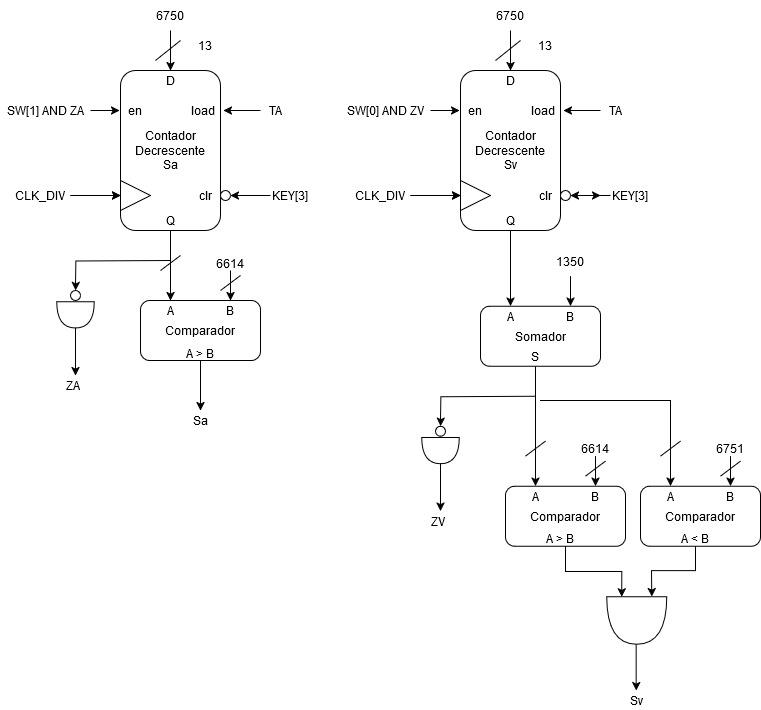 6750
13
D
SW[1] AND ZA
en
load
TA
Contador
Decrescente
Sa
CLK_DIV
clr
KEY[3]
Q
6614
A
B
Comparador
A > B
ZA
Sa
6750
13
D
SW[0] AND ZV
en
load
TA
Contador
Decrescente
Sv
CLK_DIV
clr
KEY[3]
Q
1350
A
B
Somador
S
6614
A
B
Comparador
A > B
6751
A
B
Comparador
A < B
ZV
Sv